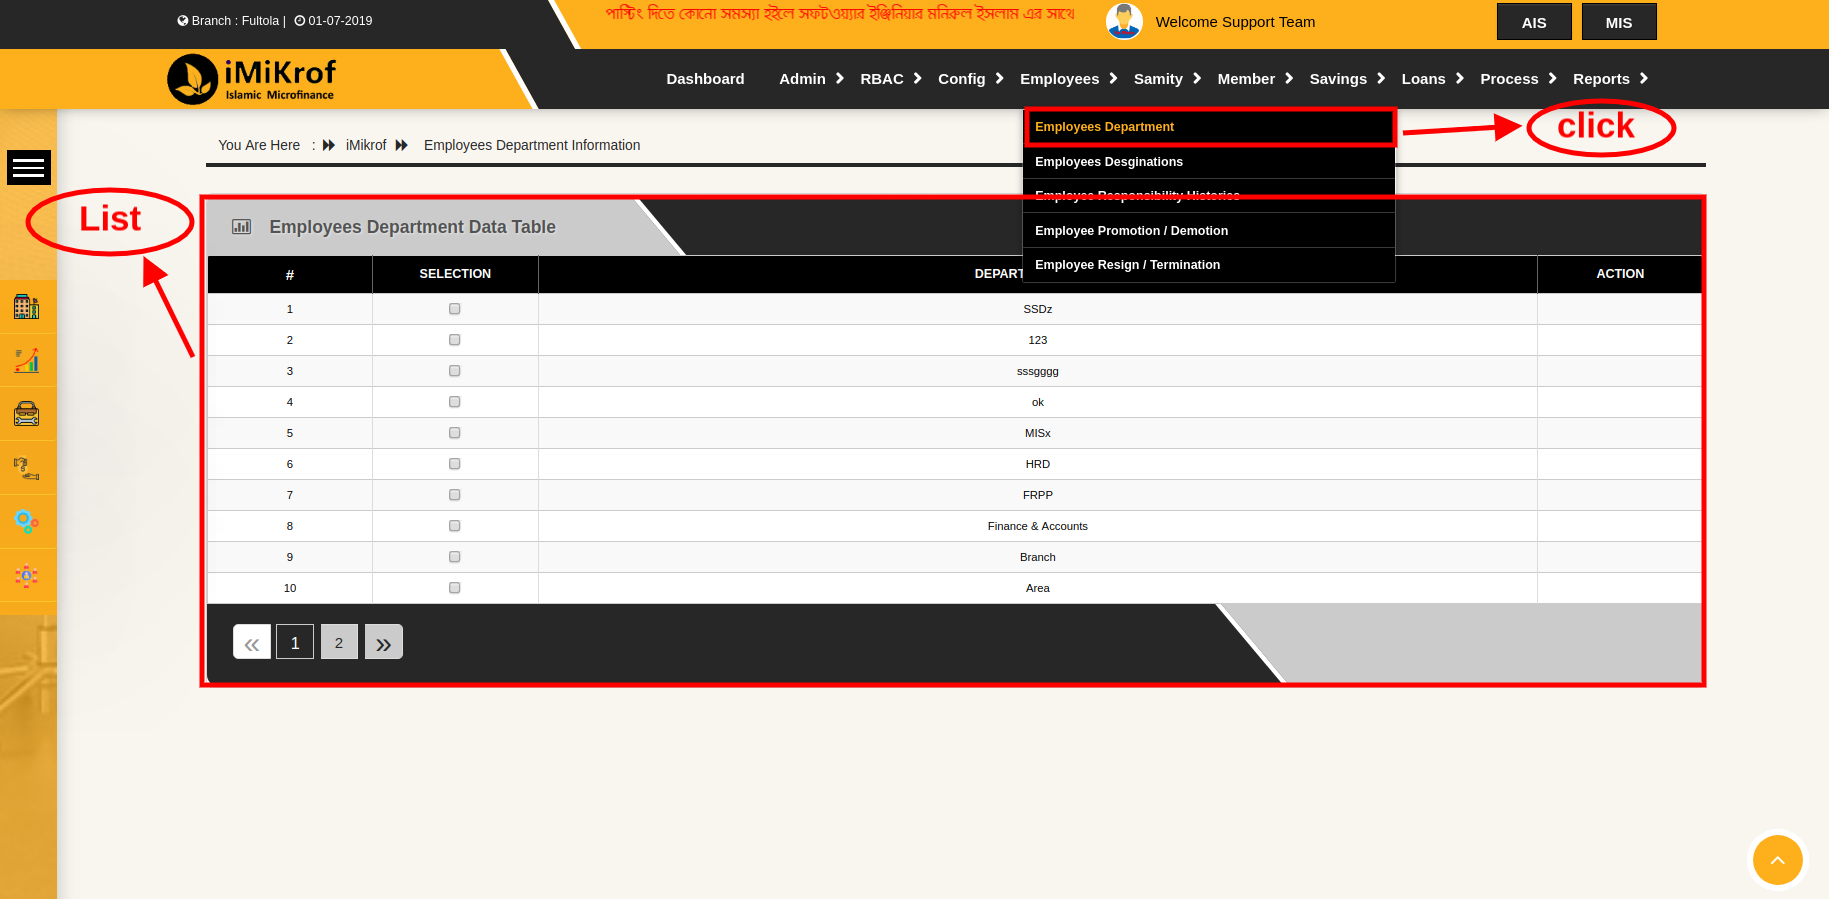 Branch : Fultola | 01-07-2019
পাস্টিং দিতে কোনো সমস্যা হইলে সফটওয়্যার ইঞ্জিনিয়ার মনিরুল ইসলাম এর সাথে
Welcome Support Team
AIS
MIS
iMiKrof
Islamic Microfinance
Dashboard
Admin
RBAC
Config
Employees
Samity
Member
Savings
Loans
Process
Reports
Employees Department
click
Employees Desginations
Employee Responsibility Histories
Employee Promotion / Demotion
Employee Resign / Termination
You Are Here : iMikrof Employees Department Information
List
Employees Department Data Table
# SELECTION DEPART ACTION
1 SSDz
2 123
3 sssgggg
4 ok
5 MISx
6 HRD
7 FRPP
8 Finance & Accounts
9 Branch
10 Area
« 1 2 »